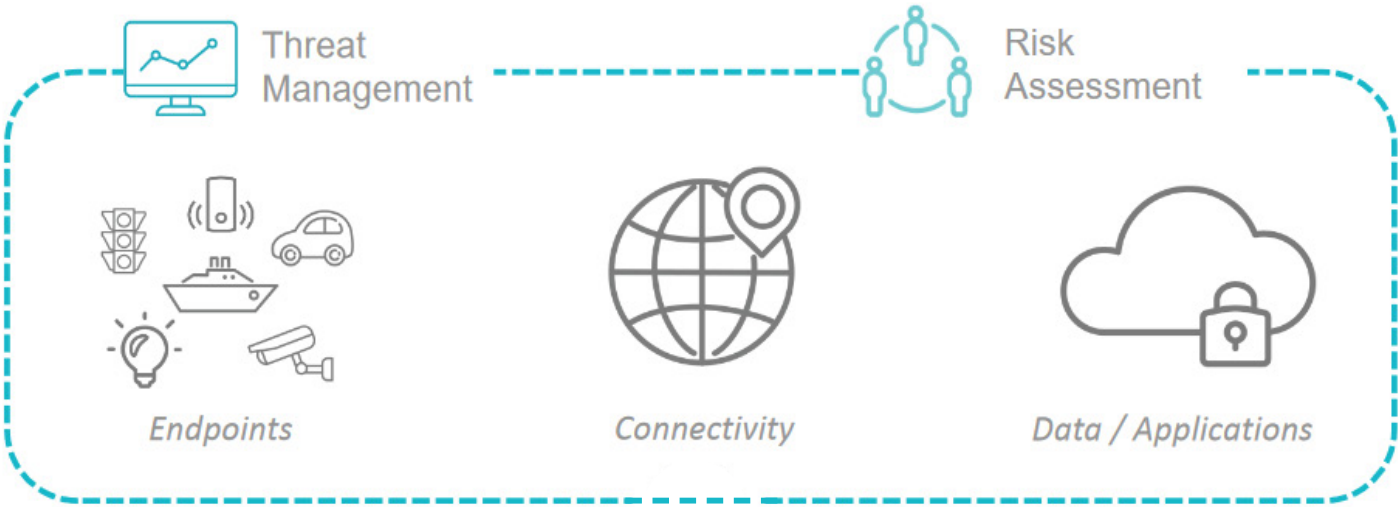 Threat
Management
Risk
Assessment
Endpoints
Connectivity
Data / Applications